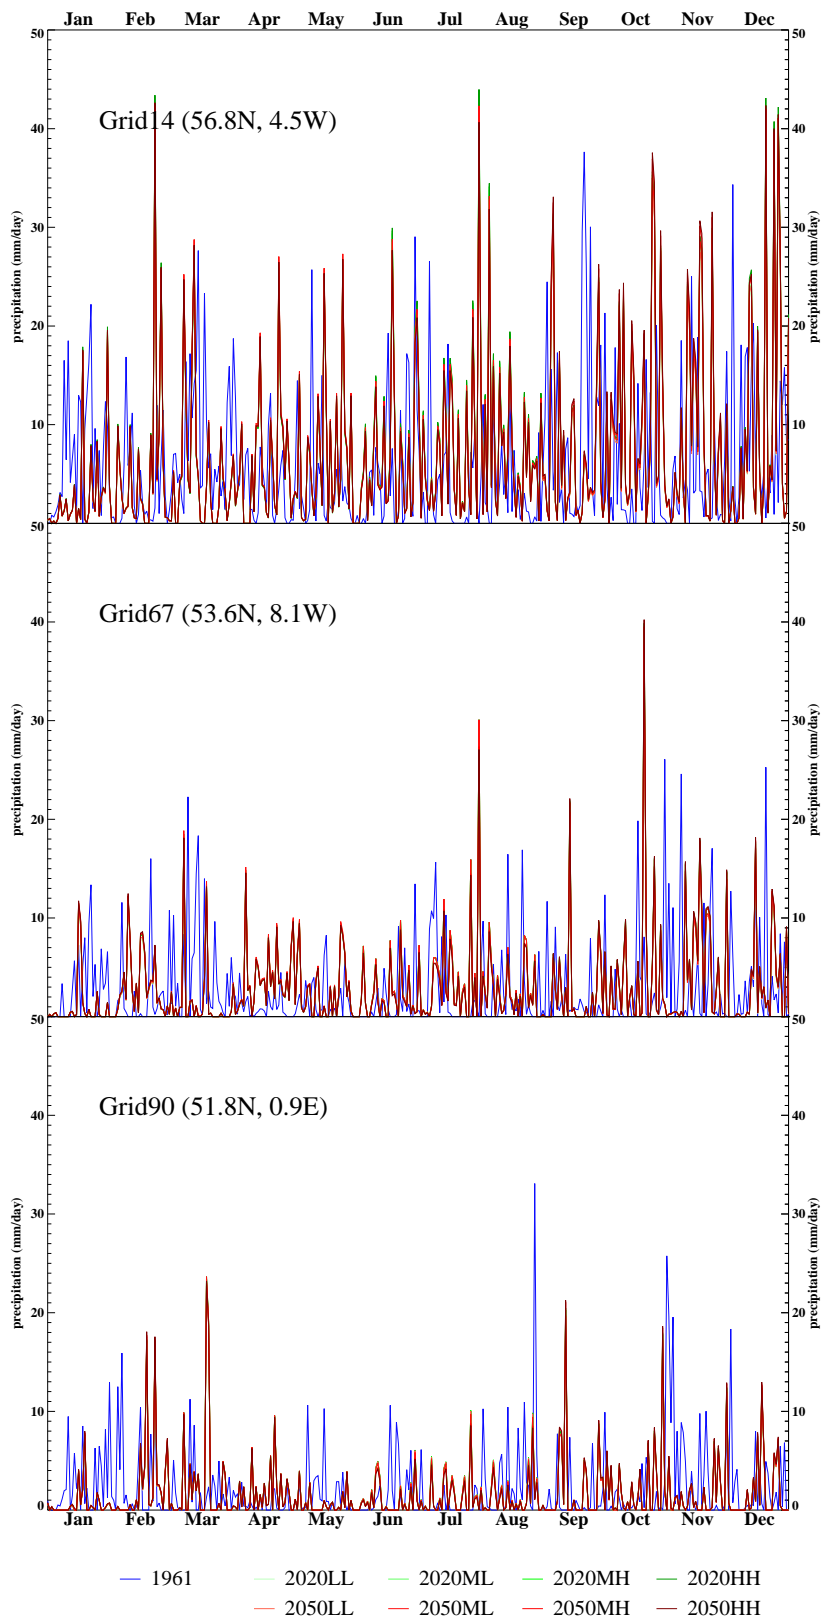 Jan Feb Mar Apr May Jun Jul Aug Sep Oct Nov Dec
50 50
Grid14 (56.8N, 4.5W)
40 40
30 30
precipitation (mm/day) precipitation (mm/day)
20 20
10 10
50 50
Grid67 (53.6N, 8.1W)
40 40
30 30
precipitation (mm/day) precipitation (mm/day)
20 20
10 10
50 50
Grid90 (51.8N, 0.9E)
40 40
30 30
precipitation (mm/day) precipitation (mm/day)
20 20
10 10
0 0
Jan Feb Mar Apr May Jun Jul Aug Sep Oct Nov Dec
1961 2020LL 2020ML 2020MH 2020HH
2050LL 2050ML 2050MH 2050HH